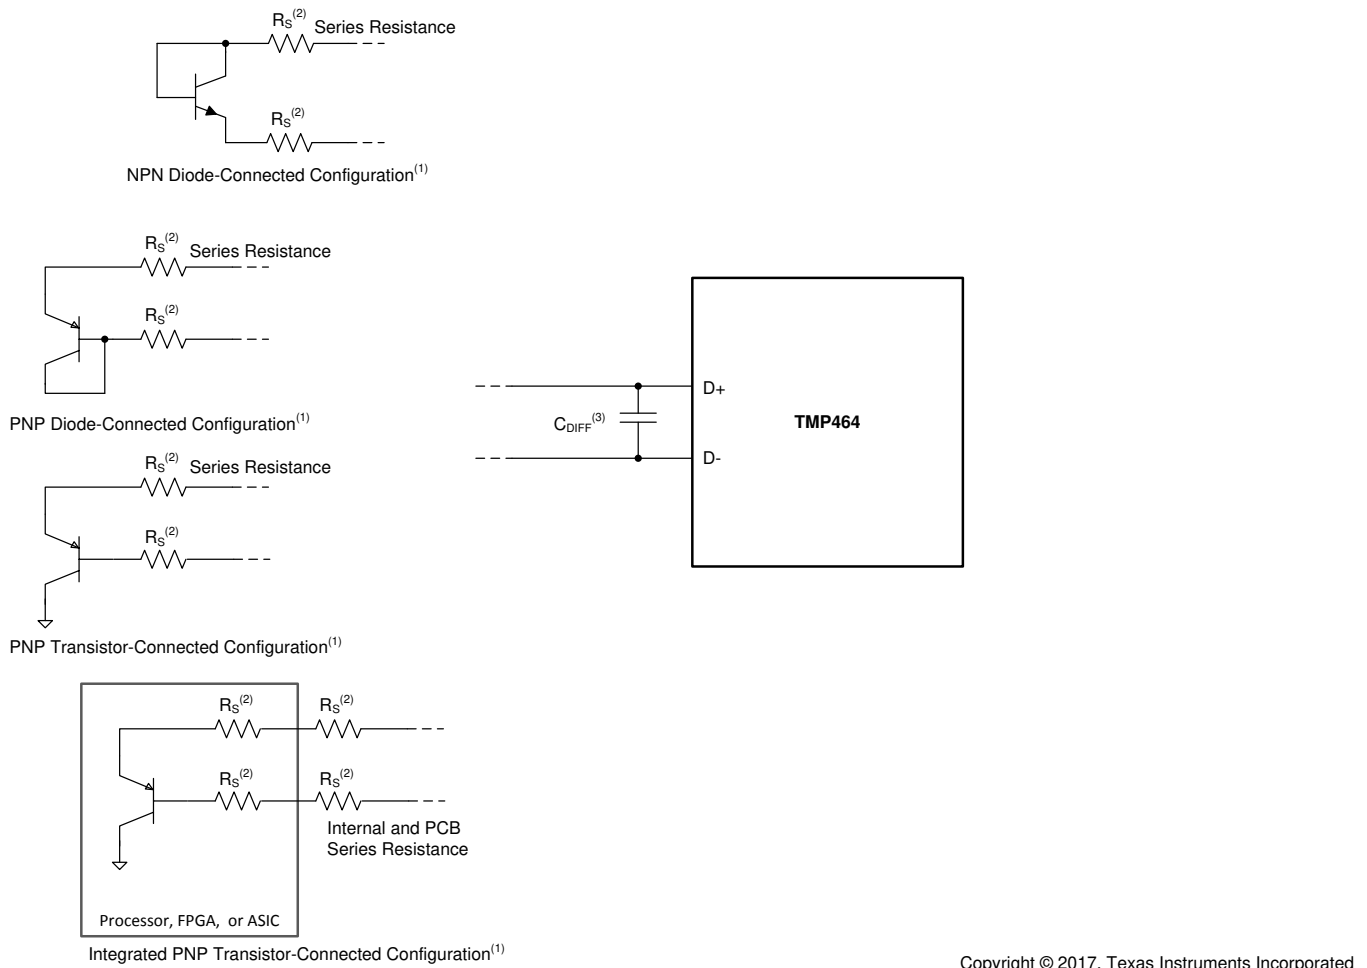 RS(2)
Series Resistance
RS(2)
NPN Diode-Connected Configuration(1)
RS(2)
Series Resistance
RS(2)
PNP Diode-Connected Configuration(1)
RS(2)
Series Resistance
RS(2)
PNP Transistor-Connected Configuration(1)
RS(2)
RS(2)
RS(2)
RS(2)
Internal and PCB
Series Resistance
Processor, FPGA, or ASIC
Integrated PNP Transistor-Connected Configuration(1)
D+
CDIFF(3)
TMP464
D-
Copyright © 2017, Texas Instruments Incorporated